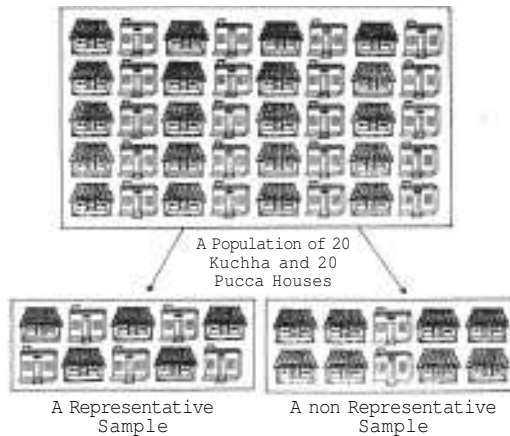 A Population of 20
Kuchha and 20
Pucca Houses
A Representative
Sample
A non Representative
Sample